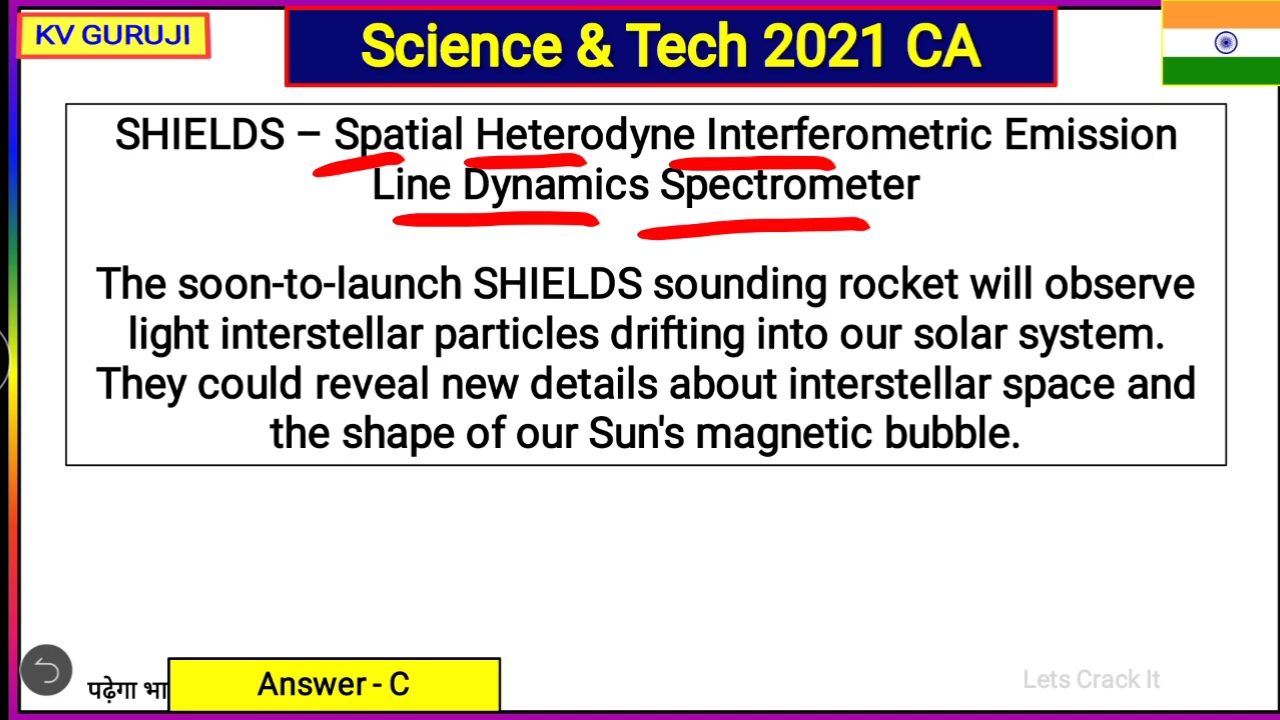 KV GURUJI
Science & Tech 2021 CA
SHIELDS – Spatial Heterodyne Interferometric Emission
Line Dynamics Spectrometer
The soon-to-launch SHIELDS sounding rocket will observe
light interstellar particles drifting into our solar system.
They could reveal new details about interstellar space and
the shape of our Sun's magnetic bubble.
पढ़ेगा भा
Answer - C
Lets Crack It